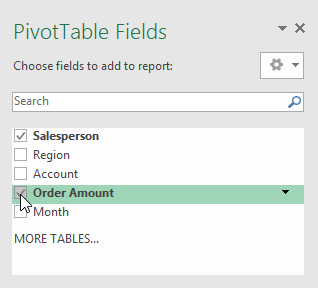 PivotTable Fields
Choose fields to add to report:
Search
Salesperson
Region
Account
Order Amount
Month
MORE TABLES...